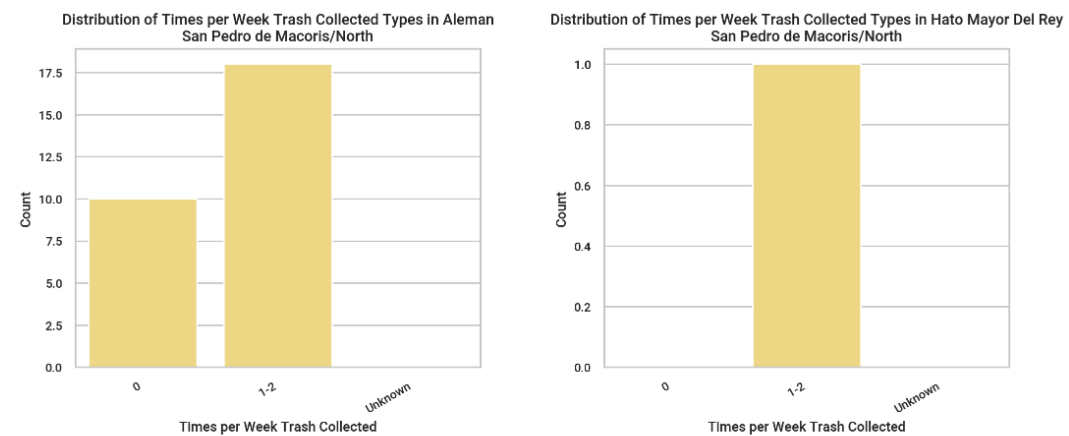 Distribution of Times per Week Trash Collected Types in Aleman
San Pedro de Macoris/North
17.5
15.0
12.5
10.0
7.5
5.0
2.5
0.0
Count
0
1-2
Unknown
Times per Week Trash Collected
Distribution of Times per Week Trash Collected Types in Hato Mayor Del Rey
San Pedro de Macoris/North
1.0
0.8
0.6
0.4
0.2
0.0
Count
0
1-2
Unknown
Times per Week Trash Collected